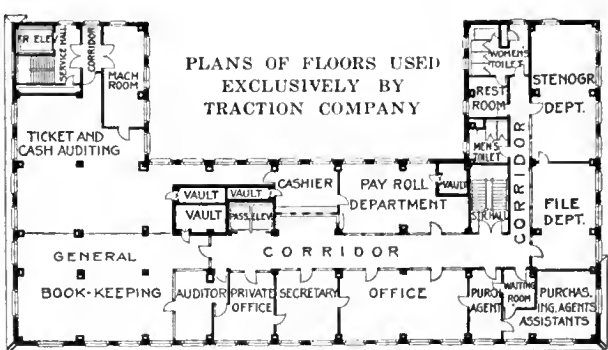 PLANS OF FLOORS USED
EXCLUSIVELY BY
TRACTION COMPANY
FR. ELEV.
SERVICE HALL
CORRIDOR
MACH
ROOM
TICKET AND
CASH AUDITING
WOMEN'S
TOILET
REST
ROOM
MEN'S
TOILET
STENOGR.
DEPT.
CORRIDOR
FILE
DEPT.
STR. HALL
VAULT
VAULT
VAULT
PASS. ELEV.
CASHIER
PAY ROLL
DEPARTMENT
VAULT
CORRIDOR
GENERAL
BOOK-KEEPING
AUDITOR
PRIVATE
OFFICE
SECRETARY
OFFICE
PURCH
AGENT
WAITING
ROOM
PURCHAS-
ING. AGENTS
ASSISTANTS